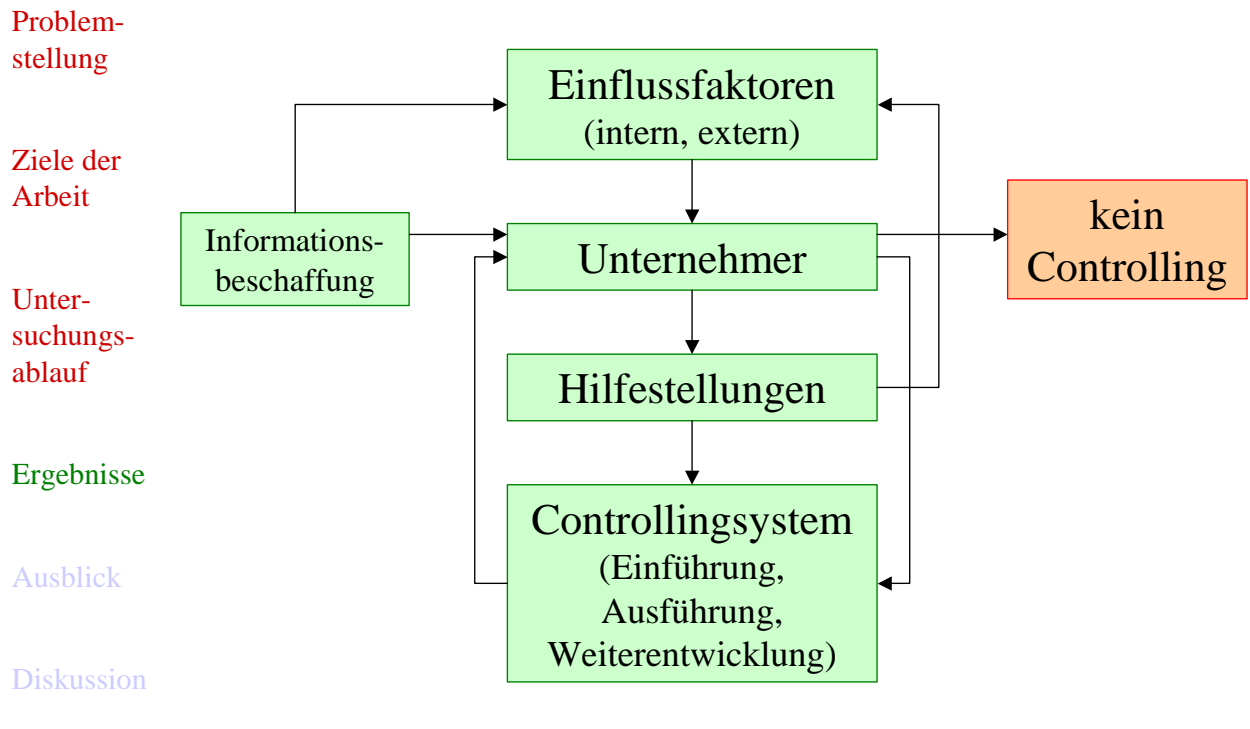 Problem-
stellung
Ziele der
Arbeit
Unter-
suchungs-
ablauf
Ergebnisse
Ausblick
Diskussion
Einflussfaktoren
(intern, extern)
Informations-
beschaffung
Unternehmer
kein
Controlling
Hilfestellungen
Controllingsystem
(Einführung,
Ausführung,
Weiterentwicklung)